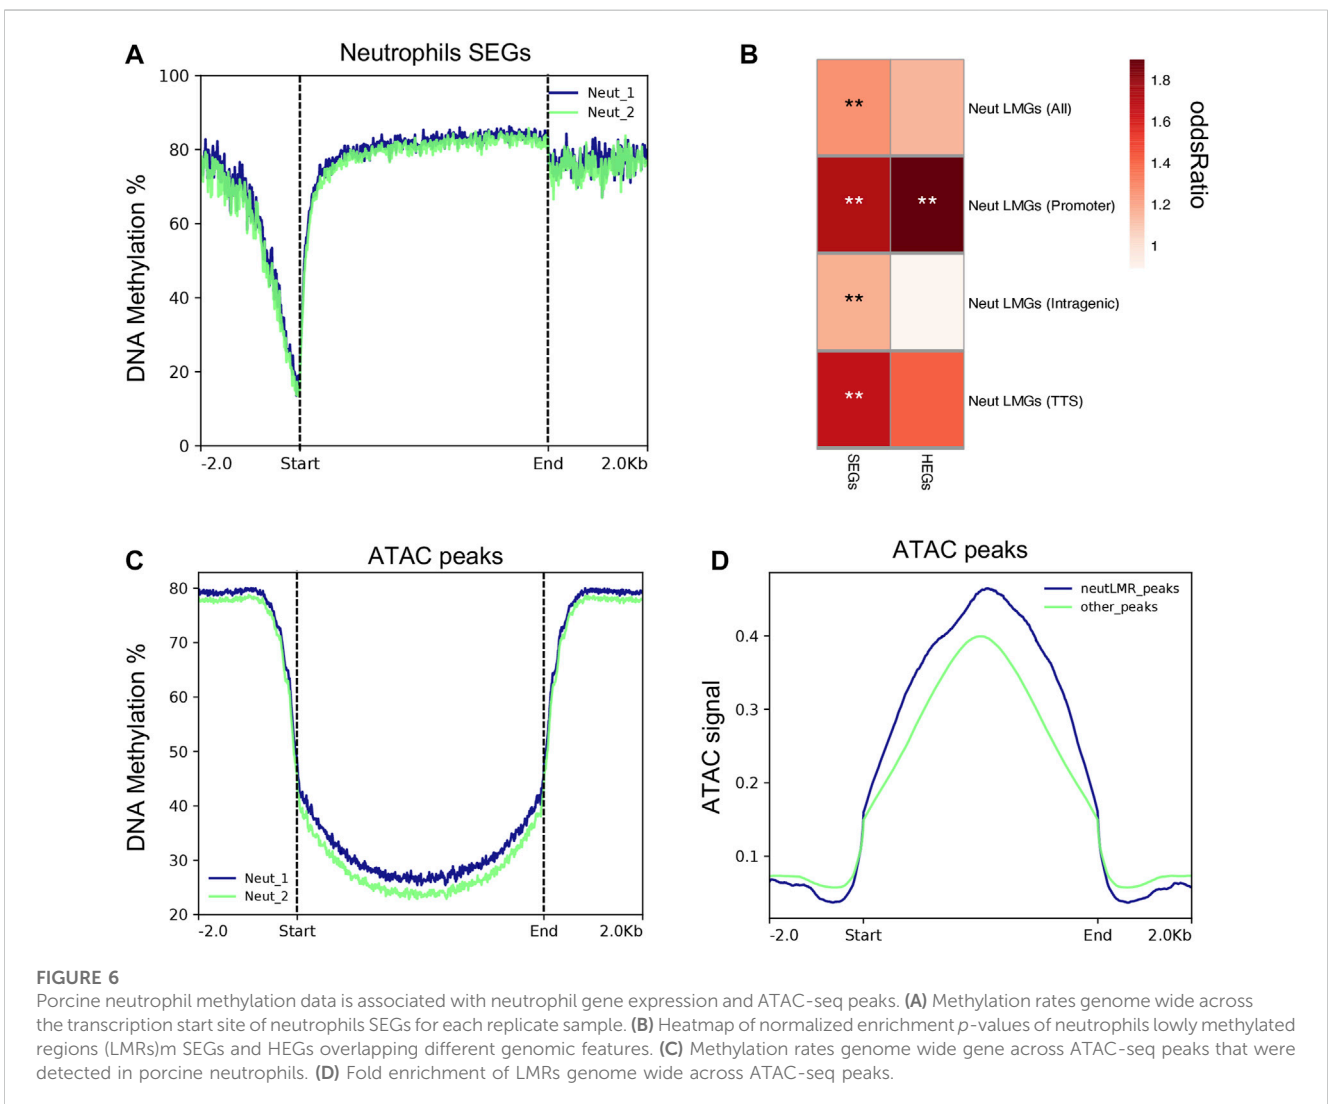 A
Neutrophils SEGs
100
80
60
40
20
0
DNA Methylation %
Neut_1
Neut_2
-2.0
Start
End
2.0Kb
B
**
**
**
**
**
Neut LMGs (All)
Neut LMGs (Promoter)
Neut LMGs (Intragenic)
Neut LMGs (TTS)
SEGs
HEGs
1.8
1.6
1.4
1.2
1
oddsRatio
C
ATAC peaks
80
70
60
50
40
30
20
DNA Methylation %
Neut_1
Neut_2
-2.0
Start
End
2.0Kb
D
ATAC peaks
0.4
0.3
0.2
0.1
ATAC signal
neutLMR_peaks
other_peaks
-2.0
Start
End
2.0Kb
FIGURE 6
Porcine neutrophil methylation data is associated with neutrophil gene expression and ATAC-seq peaks. (A) Methylation rates genome wide across
the transcription start site of neutrophils SEGs for each replicate sample. (B) Heatmap of normalized enrichment p-values of neutrophils lowly methylated
regions (LMRs)m SEGs and HEGs overlapping different genomic features. (C) Methylation rates genome wide gene across ATAC-seq peaks that were
detected in porcine neutrophils. (D) Fold enrichment of LMRs genome wide across ATAC-seq peaks.